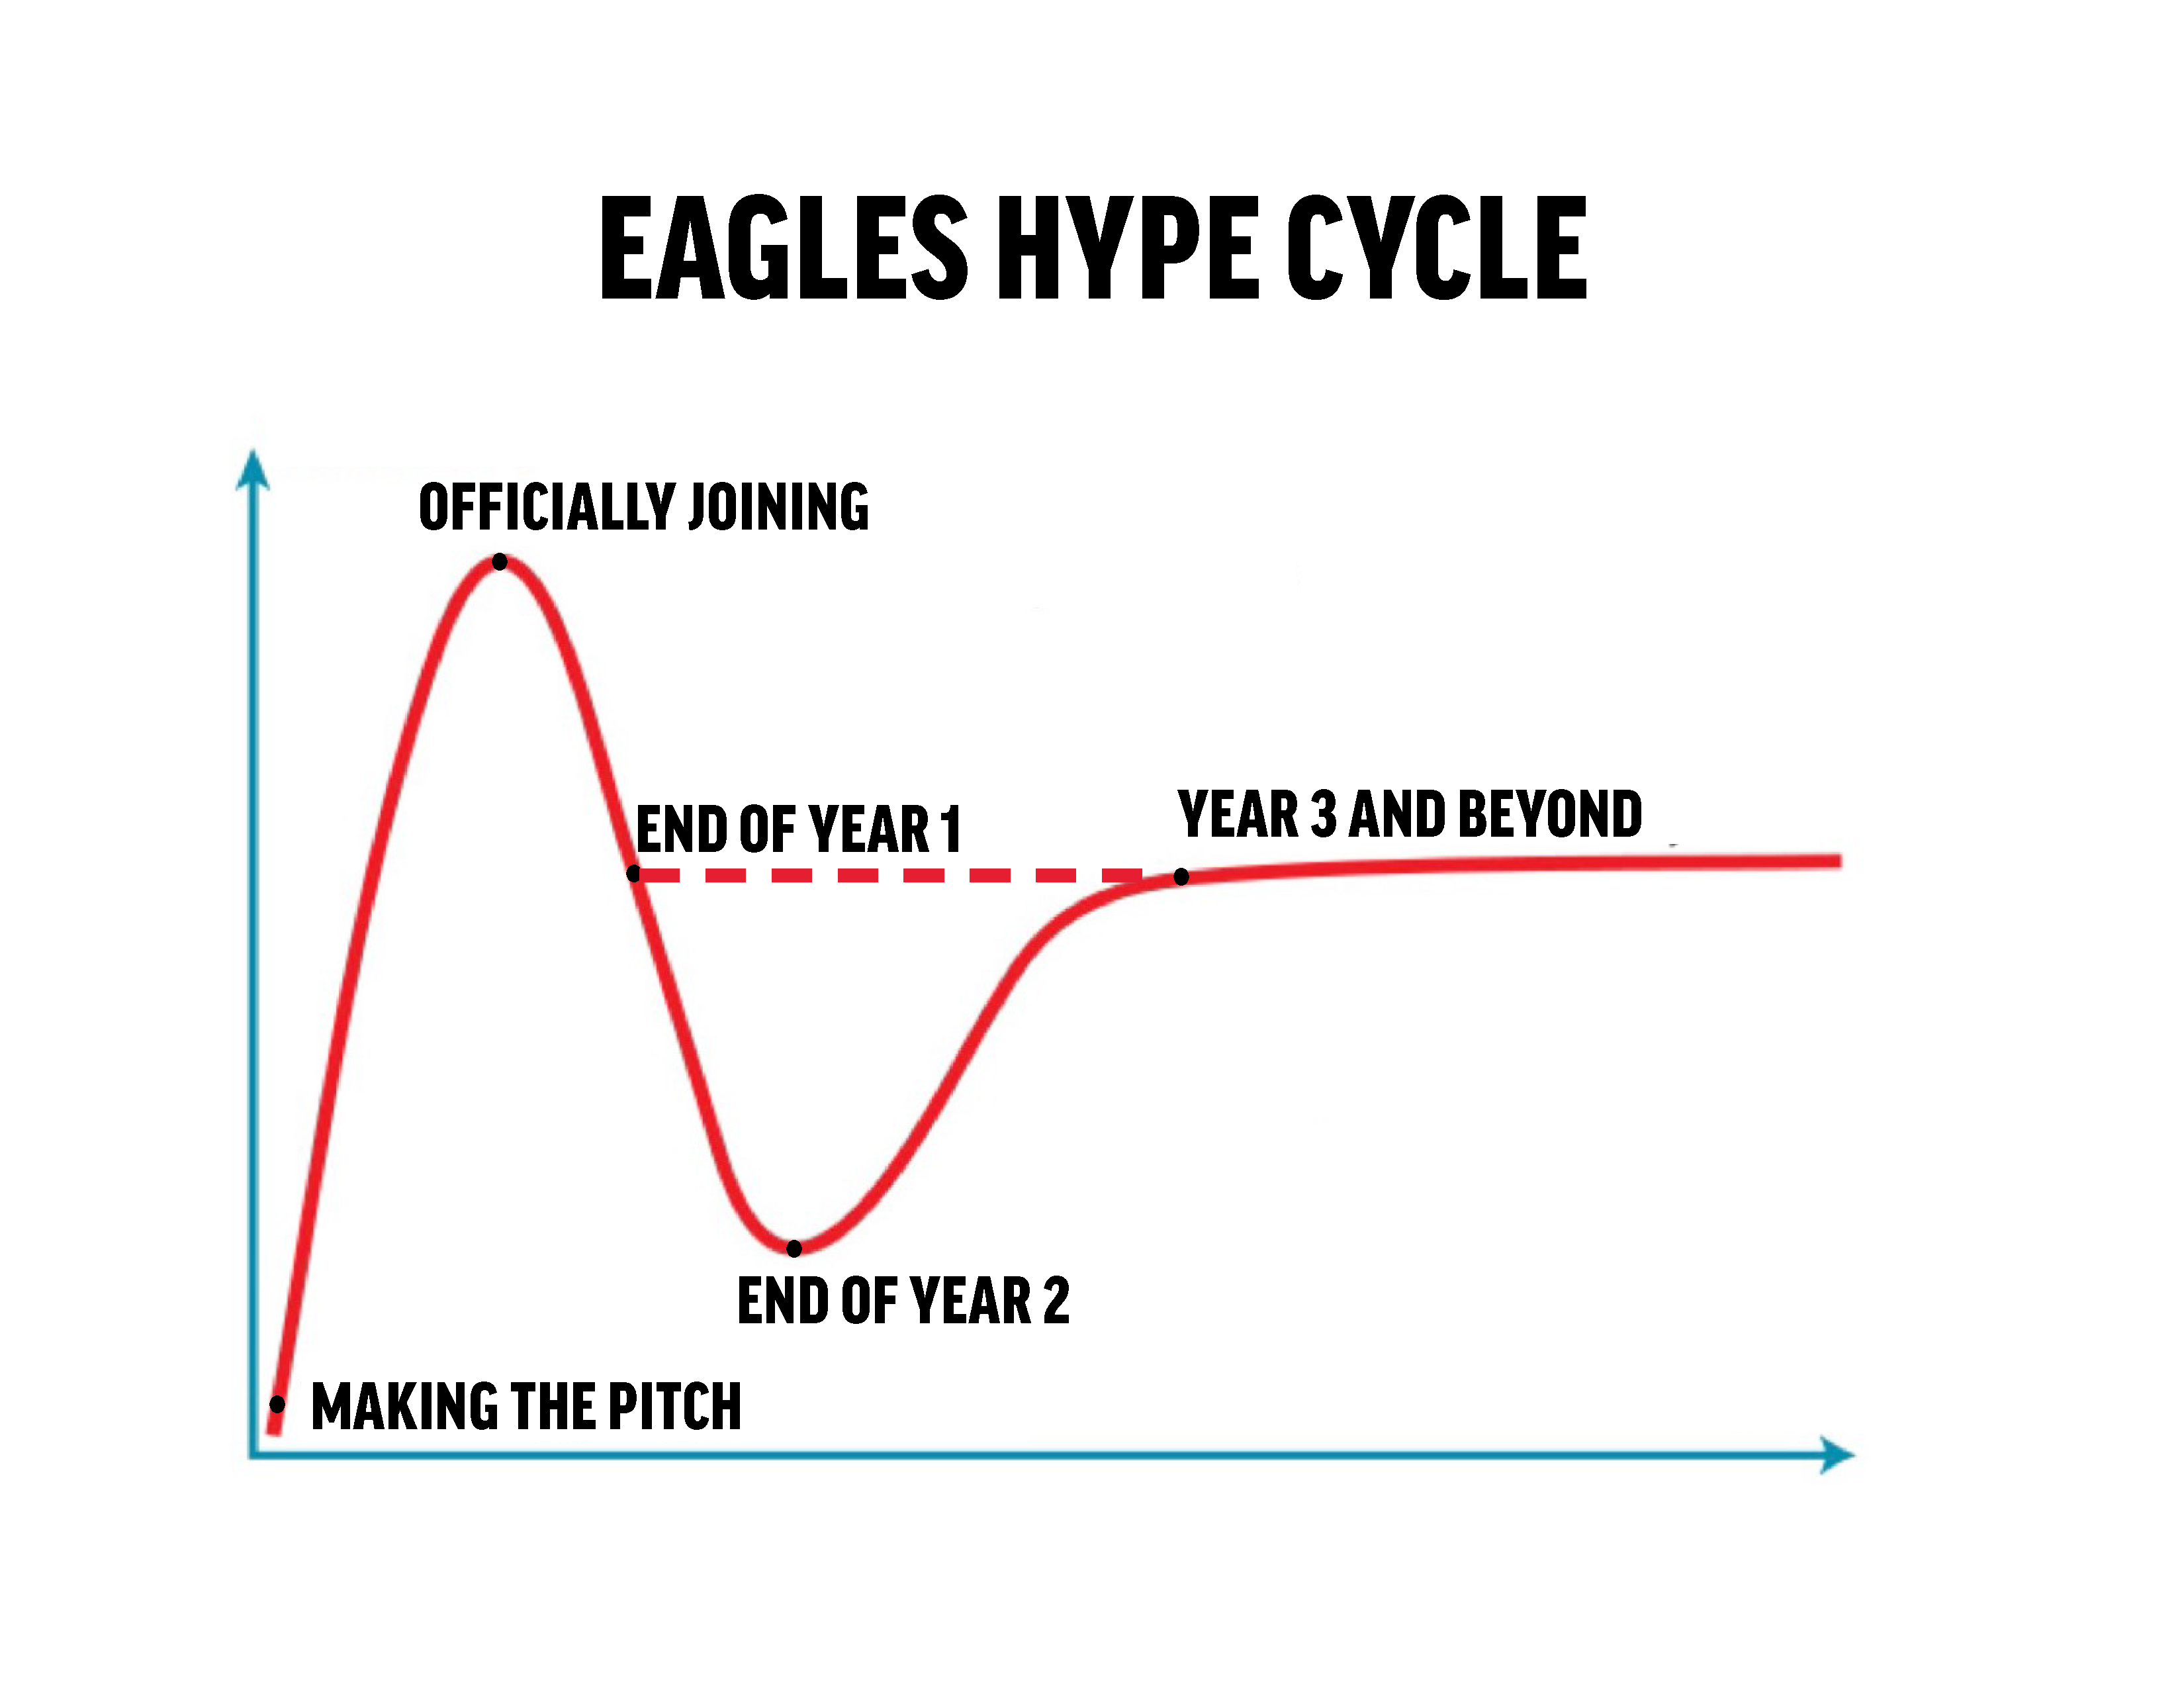 EAGLES HYPE CYCLE
OFFICIALLY JOINING
END OF YEAR 1
YEAR 3 AND BEYOND
END OF YEAR 2
MAKING THE PITCH